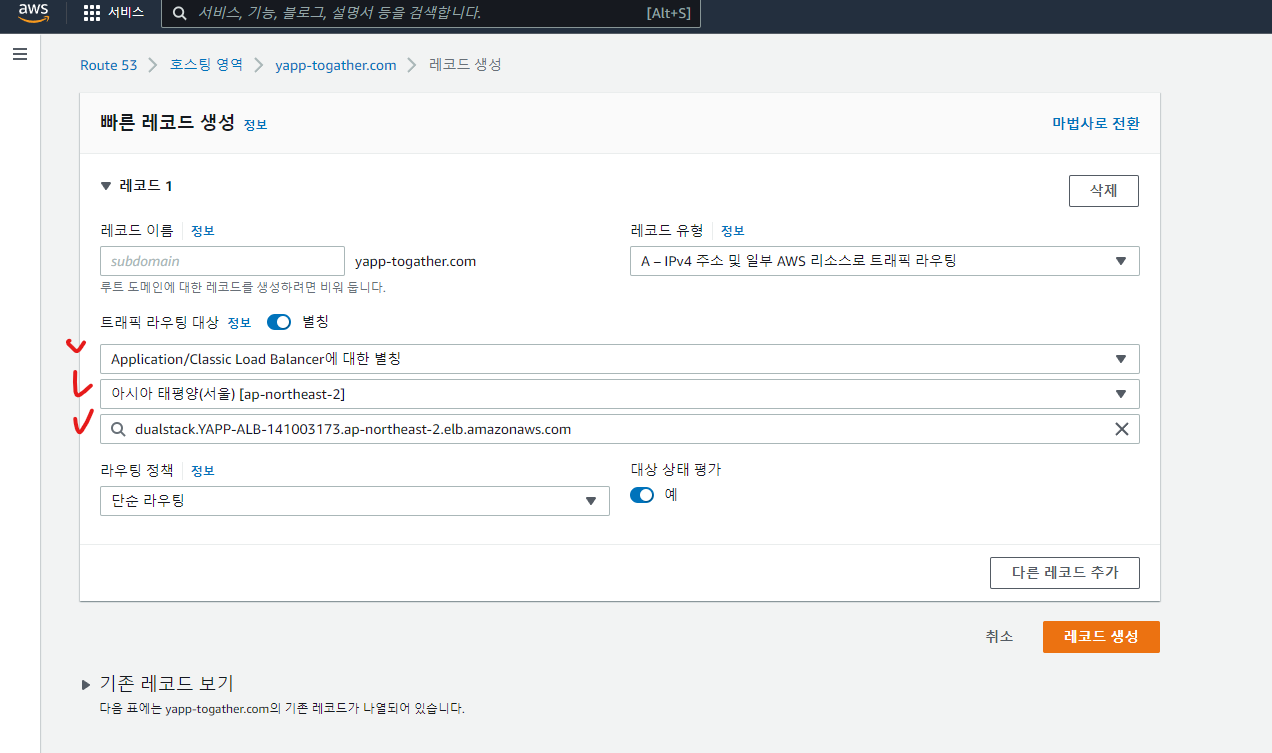 aws 서비스 서비스, 기능, 블로그, 설명서 등을 검색합니다. [Alt+S]
Route 53 호스팅 영역 yapp-togather.com 레코드 생성
빠른 레코드 생성 정보 마법사로 전환
레코드 1 삭제
레코드 이름 정보 레코드 유형 정보
subdomain yapp-togather.com A – IPv4 주소 및 일부 AWS 리소스로 트래픽 라우팅
루트 도메인에 대한 레코드를 생성하려면 비워 둡니다.
트래픽 라우팅 대상 정보 별칭
Application/Classic Load Balancer에 대한 별칭
아시아 태평양(서울) [ap-northeast-2]
dualstack.YAPP-ALB-141003173.ap-northeast-2.elb.amazonaws.com
라우팅 정책 정보 대상 상태 평가
단순 라우팅 예
다른 레코드 추가
취소 레코드 생성
기존 레코드 보기
다음 표에는 yapp-togather.com의 기존 레코드가 나열되어 있습니다.